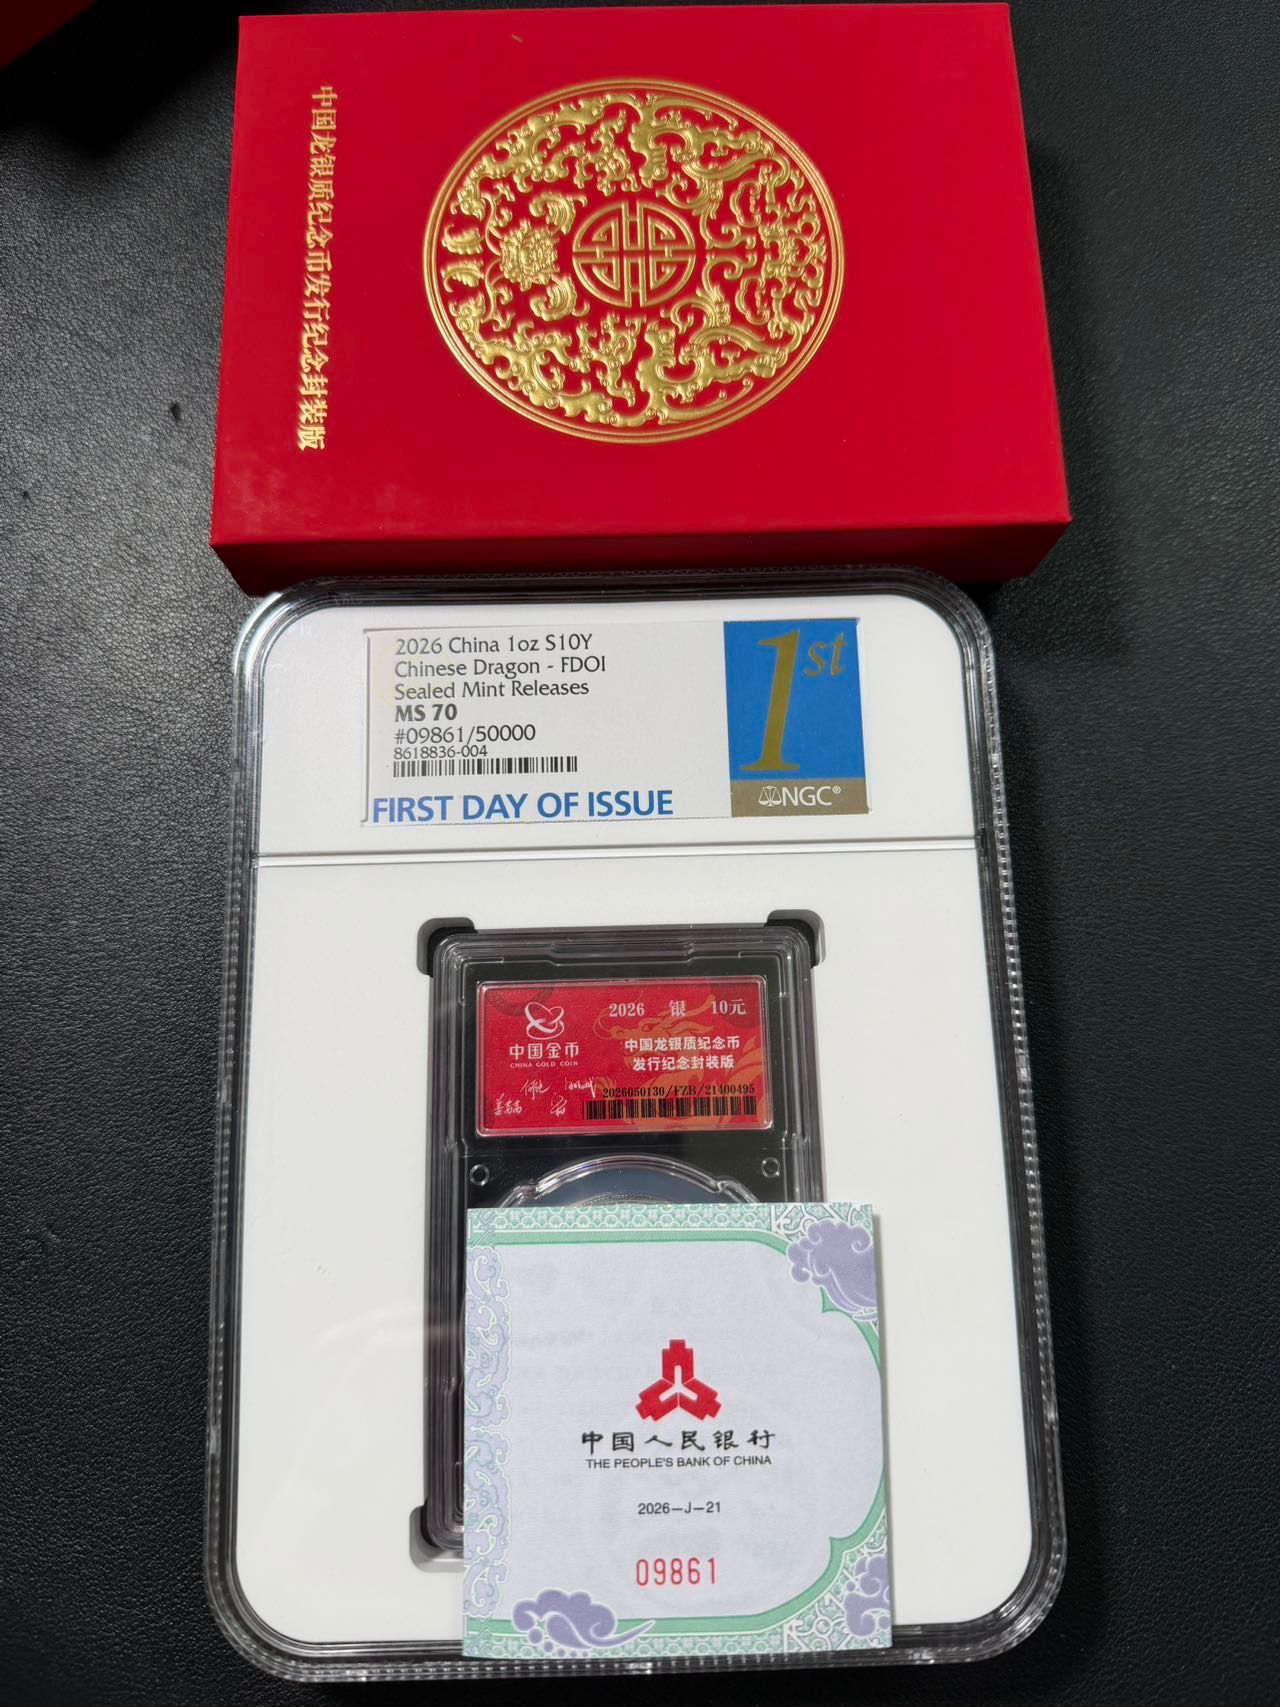 中国龙银质纪念币发行纪念封装版
2026 China 1oz S10Y
Chinese Dragon - FDOI
Sealed Mint Releases
MS 70
#09861/50000
8618836-004
FIRST DAY OF ISSUE
1st
NGC®
中国金币
CHINA GOLD COIN
2026 银 10元
中国龙银质纪念币
发行纪念封装版
2026050130/FZB/21400495
中国人民银行
THE PEOPLE'S BANK OF CHINA
2026-J-21
09861